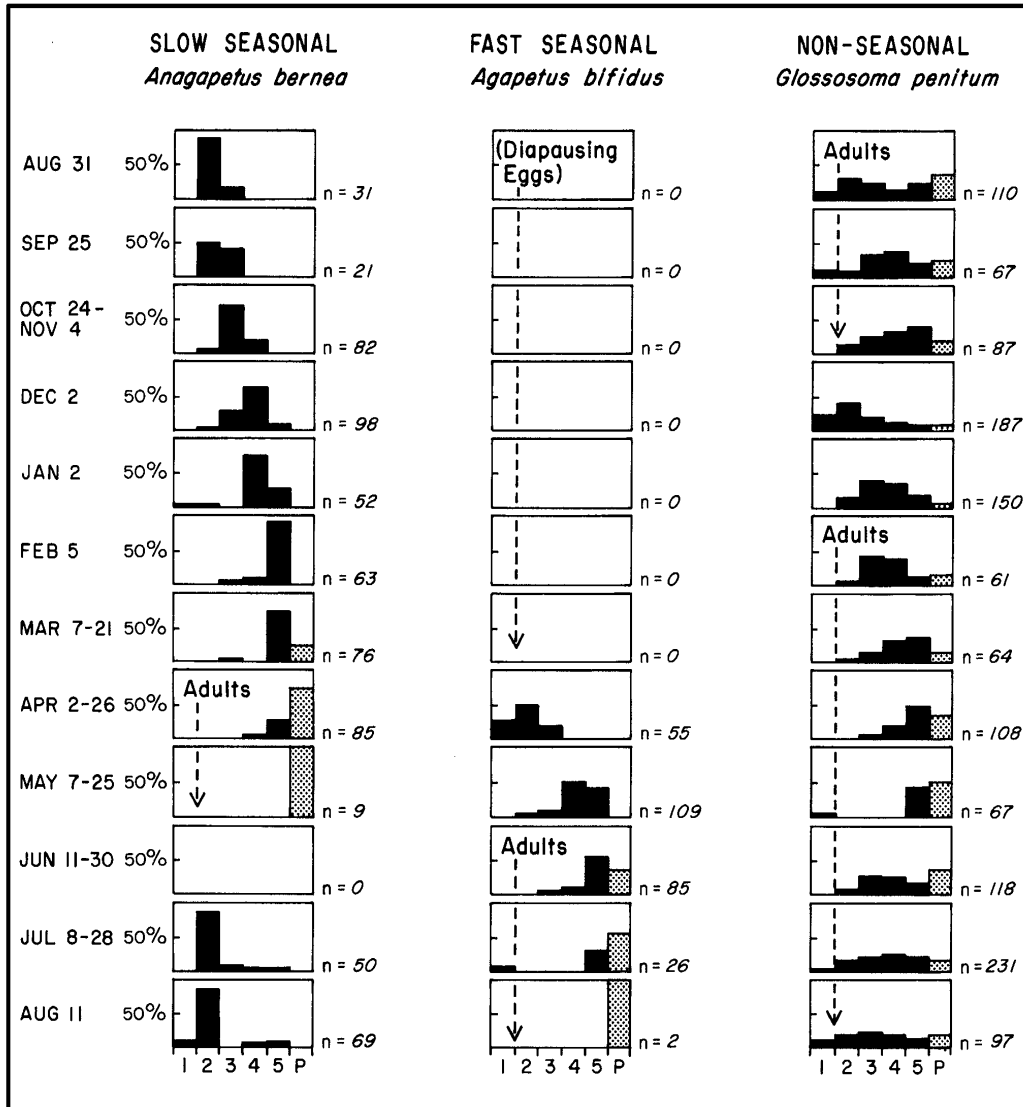 SLOW SEASONAL FAST SEASONAL NON-SEASONAL
Anagapetus bernea Agapetus bifidus Glossosoma penitum
AUG 31 50% n = 31 (Diapausing Eggs) n = 0 Adults n = 110
SEP 25 50% n = 21 n = 0 n = 67
OCT 24- NOV 4 50% n = 82 n = 0 n = 87
DEC 2 50% n = 98 n = 0 n = 187
JAN 2 50% n = 52 n = 0 n = 150
FEB 5 50% n = 63 n = 0 Adults n = 61
MAR 7-21 50% n = 76 n = 0 n = 64
APR 2-26 50% Adults n = 85 n = 55 n = 108
MAY 7-25 50% n = 9 n = 109 n = 67
JUN 11-30 50% n = 0 Adults n = 85 n = 118
JUL 8-28 50% n = 50 n = 26 n = 231
AUG 11 50% n = 69 n = 2 n = 97
1 2 3 4 5 P 1 2 3 4 5 P 1 2 3 4 5 P